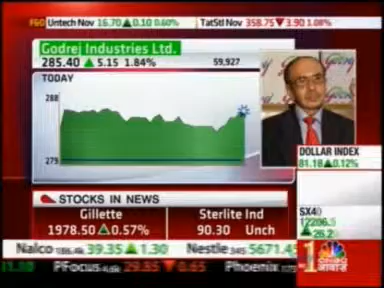 F&O Untech Nov 16.70 ▲0.10 0.60% TatStl Nov 358.75 ▼3.90 1.08%
Godrej Industries Ltd.
285.40 ▲ 5.15 1.84% 59,927
TODAY
288
279
Godrej
DOLLAR INDEX
81.18 ▲0.12%
STOCKS IN NEWS
Gillette Sterlite Ind
1978.50 ▲0.57% 90.30 Unch
SX40
12206.5
Nalco 39.35 ▲1.30 Nestle 5671.45
PFocus 29.35 ▼0.65 Phoenix
CNBC
आवाज़